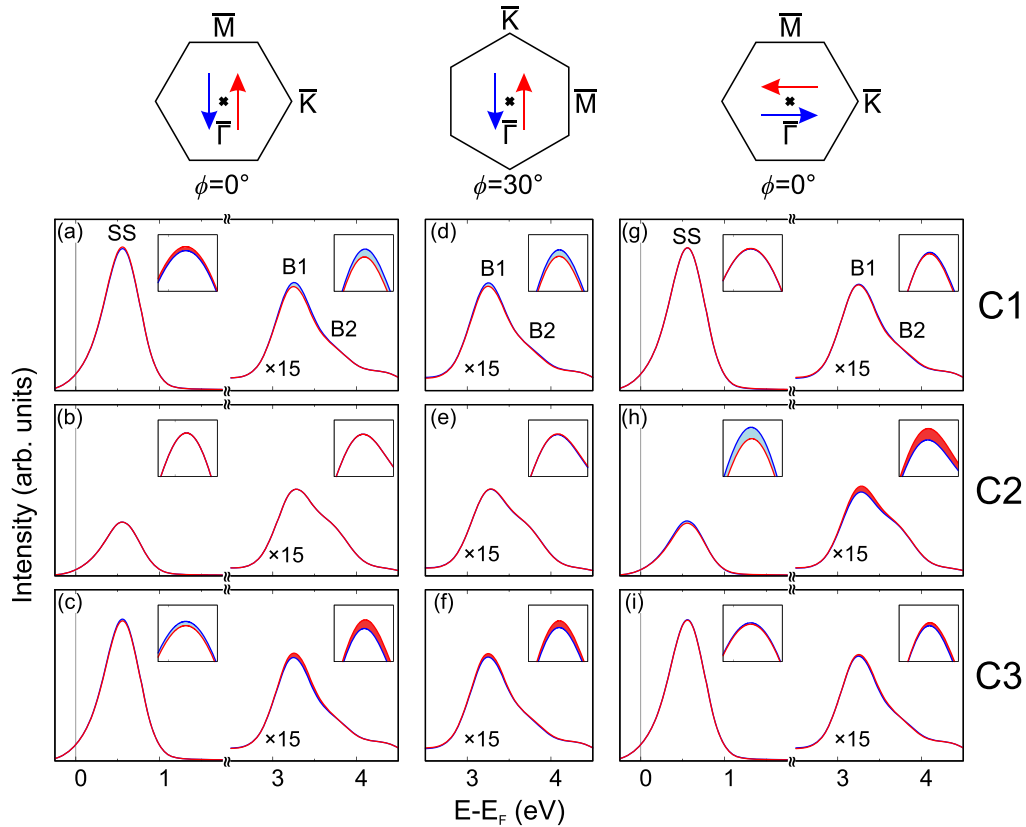 M̅ K̅ M̅
K̅ M̅ K̅
Γ̅ Γ̅ Γ̅
ϕ=0° ϕ=30° ϕ=0°
(a) SS B1 B2 ×15
(d) B1 B2 ×15
(g) SS B1 B2 ×15
C1
(b) ×15
(e) ×15
(h) ×15
C2
(c) ×15
(f) ×15
(i) ×15
C3
Intensity (arb. units)
0 1 3 4 3 4 0 1 3 4
E-E_F (eV)